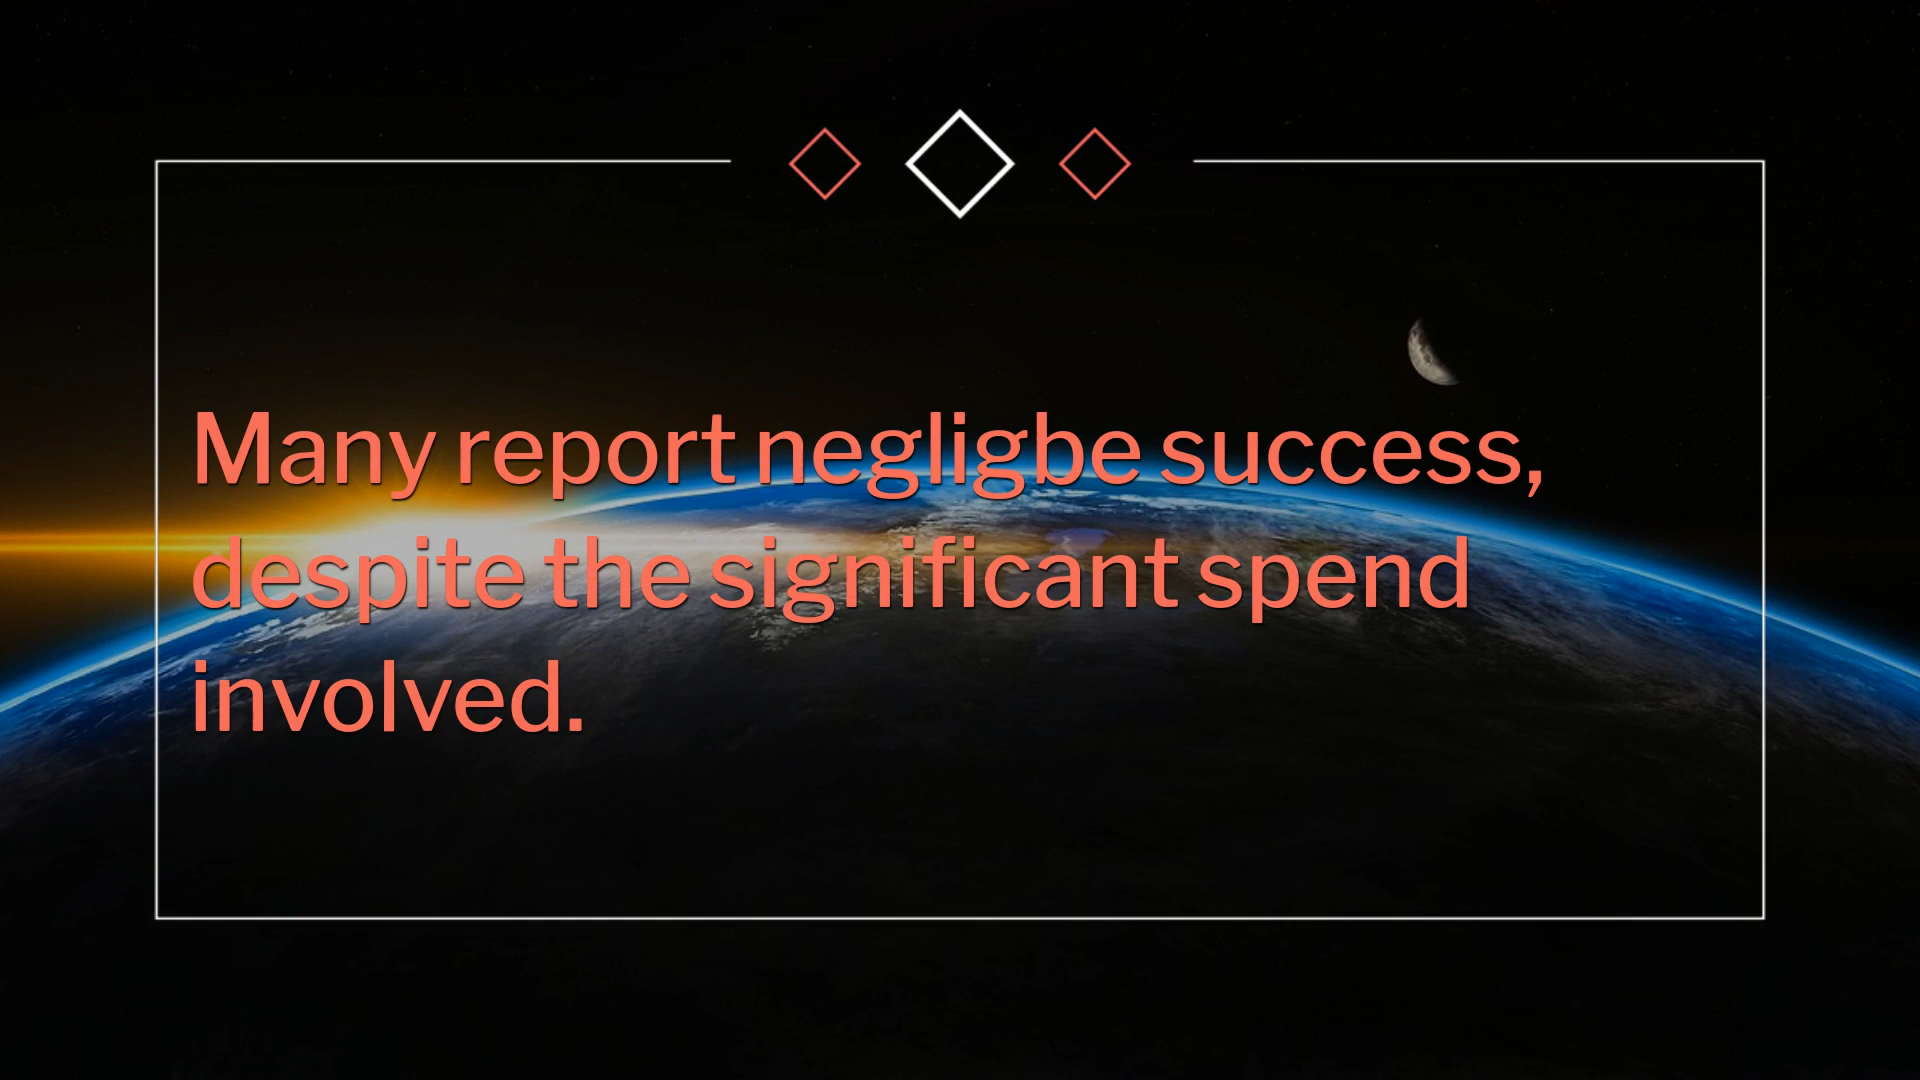 Many report negligbe success,
despite the significant spend
involved.